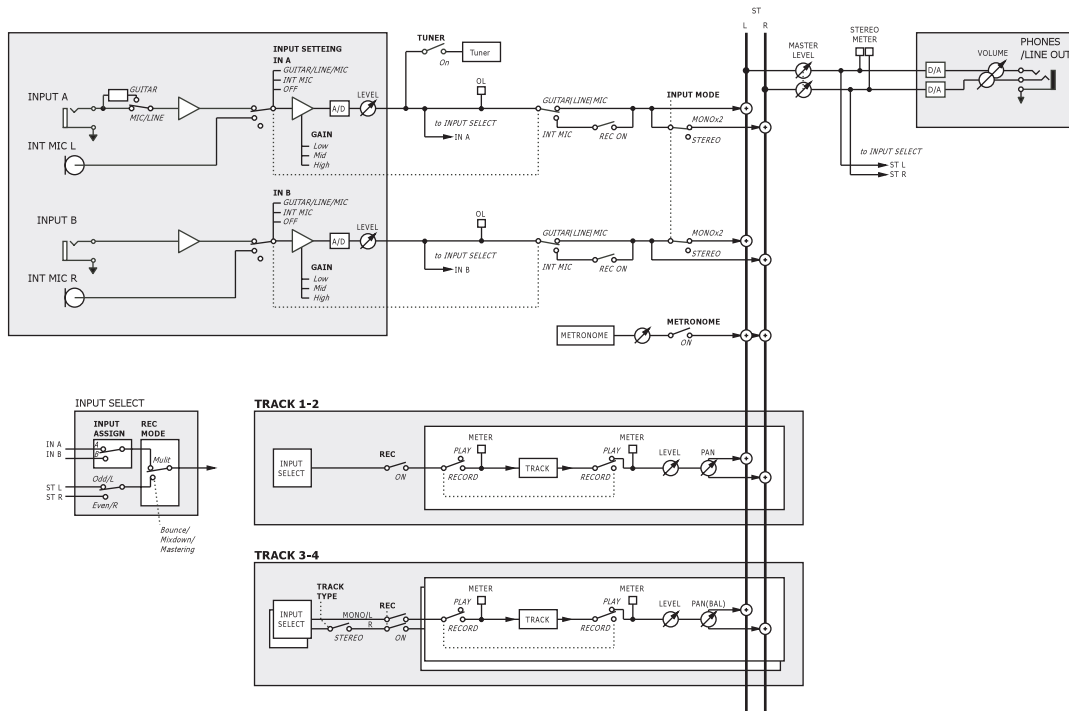 ST
L R
INPUT SETTEING
IN A
GUITAR/LINE/MIC
INT MIC
OFF
INPUT A
GUITAR
MIC/LINE
INT MIC L
GAIN
Low
Mid
High
A/D
LEVEL
TUNER
On
Tuner
OL
to INPUT SELECT
IN A
GUITAR|LINE|MIC
INT MIC
REC ON
INPUT MODE
MONOx2
STEREO
MASTER
LEVEL
STEREO
METER
D/A
D/A
VOLUME
PHONES
/LINE OUT
to INPUT SELECT
ST L
ST R
IN B
GUITAR/LINE/MIC
INT MIC
OFF
INPUT B
INT MIC R
GAIN
Low
Mid
High
A/D
LEVEL
OL
to INPUT SELECT
IN B
GUITAR|LINE|MIC
INT MIC
REC ON
MONOx2
STEREO
METRONOME
METRONOME
ON
INPUT SELECT
INPUT
ASSIGN
REC
MODE
IN A
IN B
A
B
Mulit
ST L
ST R
Odd/L
Even/R
Bounce/
Mixdown/
Mastering
TRACK 1-2
INPUT
SELECT
REC
ON
PLAY
RECORD
METER
TRACK
PLAY
RECORD
METER
LEVEL
PAN
TRACK 3-4
TRACK
TYPE
INPUT
SELECT
MONO/L
R
STEREO
REC
ON
PLAY
RECORD
METER
TRACK
PLAY
RECORD
METER
LEVEL
PAN(BAL)